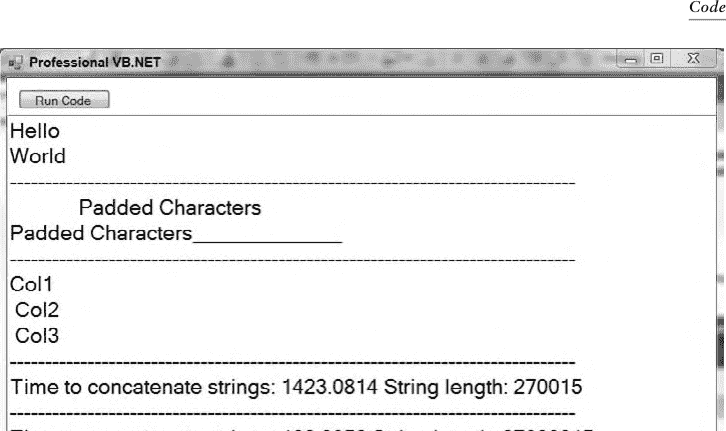 Code
Professional VB.NET
Run Code
Hello
World
--------------------------------------------------------------------------------
Padded Characters
Padded Characters_______________
--------------------------------------------------------------------------------
Col1
Col2
Col3
--------------------------------------------------------------------------------
Time to concatenate strings: 1423.0814 String length: 270015
--------------------------------------------------------------------------------